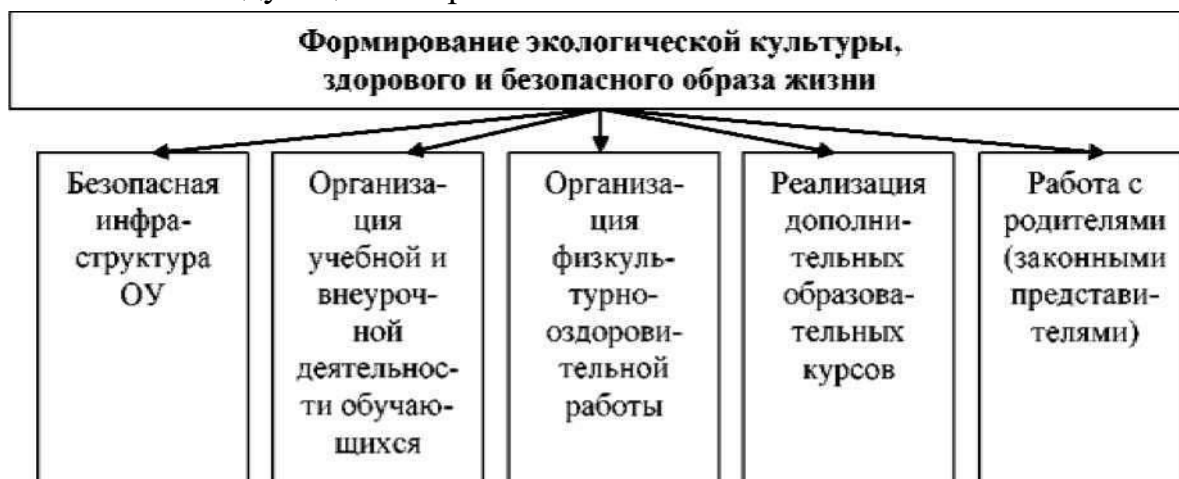 Формирование экологической культуры,
здорового и безопасного образа жизни
Безопасная
инфра-
структура
ОУ
Организа-
ция
учебной и
внеуроч-
ной
деятельнос-
ти обучаю-
щихся
Организа-
ция
физкуль-
турно-
оздорови-
тельной
работы
Реализация
дополни-
тельных
образова-
тельных
курсов
Работа с
родителями
(законными
представи-
телями)